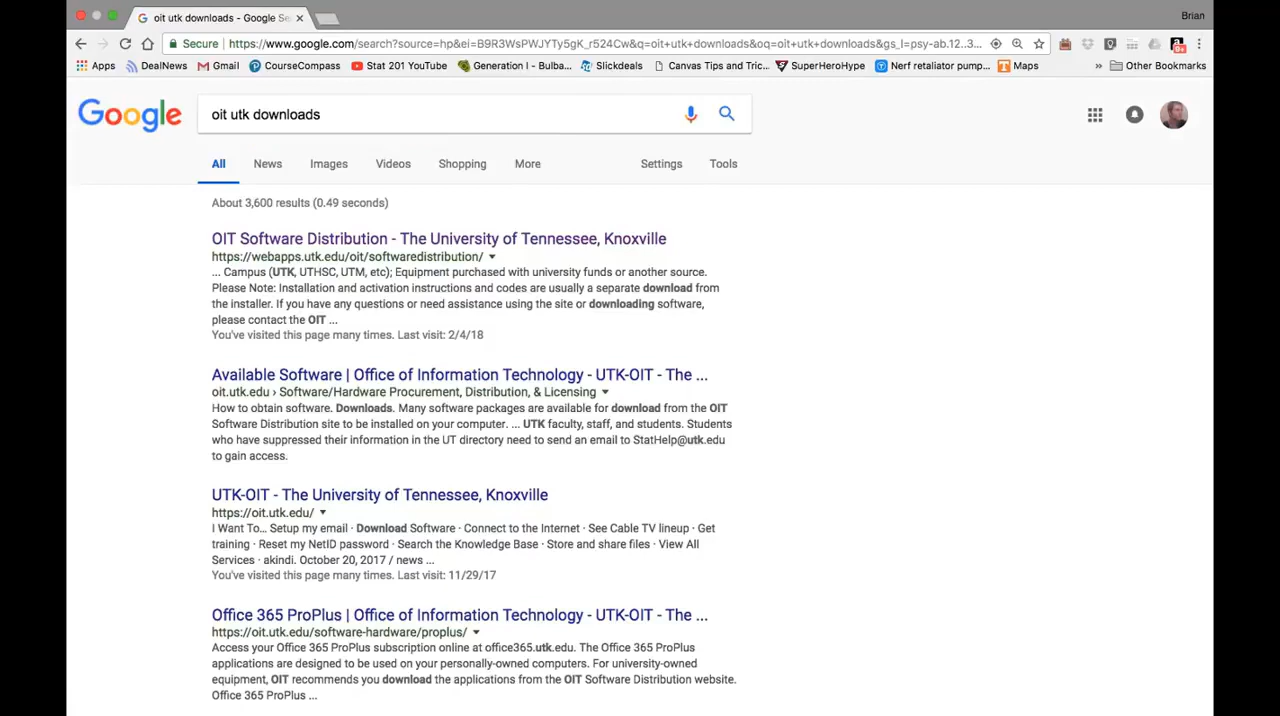 oit utk downloads - Google Se
Brian
Secure
https://www.google.com/search?source=hp&ei=B9R3WsPWJYTy5gK_r524Cw&q=oit+utk+downloads&oq=oit+utk+downloads&gs_l=psy-ab.12..3...
Apps DealNews Gmail CourseCompass Stat 201 YouTube Generation I - Bulba... Slickdeals Canvas Tips and Tric... SuperHeroHype Nerf retaliator pump... Maps » Other Bookmarks
Google
oit utk downloads
All News Images Videos Shopping More Settings Tools
About 3,600 results (0.49 seconds)
OIT Software Distribution - The University of Tennessee, Knoxville
https://webapps.utk.edu/oit/softwaredistribution/
... Campus (UTK, UTHSC, UTM, etc); Equipment purchased with university funds or another source.
Please Note: Installation and activation instructions and codes are usually a separate download from
the installer. If you have any questions or need assistance using the site or downloading software,
please contact the OIT ...
You've visited this page many times. Last visit: 2/4/18
Available Software | Office of Information Technology - UTK-OIT - The ...
oit.utk.edu › Software/Hardware Procurement, Distribution, & Licensing
How to obtain software. Downloads. Many software packages are available for download from the OIT
Software Distribution site to be installed on your computer. ... UTK faculty, staff, and students. Students
who have suppressed their information in the UT directory need to send an email to StatHelp@utk.edu
to gain access.
UTK-OIT - The University of Tennessee, Knoxville
https://oit.utk.edu/
I Want To... Setup my email · Download Software · Connect to the Internet · See Cable TV lineup · Get
training · Reset my NetID password · Search the Knowledge Base · Store and share files · View All
Services · akindi. October 20, 2017 / news ...
You've visited this page many times. Last visit: 11/29/17
Office 365 ProPlus | Office of Information Technology - UTK-OIT - The ...
https://oit.utk.edu/software-hardware/proplus/
Access your Office 365 ProPlus subscription online at office365.utk.edu. The Office 365 ProPlus
applications are designed to be used on your personally-owned computers. For university-owned
equipment, OIT recommends you download the applications from the OIT Software Distribution website.
Office 365 ProPlus ...